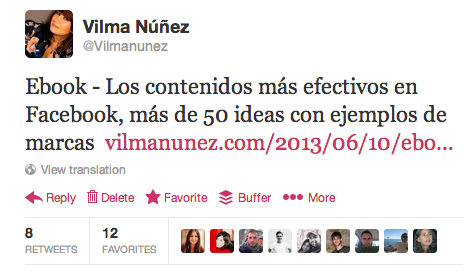 Vilma Núñez
@Vilmanunez
Ebook - Los contenidos más efectivos en
Facebook, más de 50 ideas con ejemplos de
marcas vilmanunez.com/2013/06/10/ebo...
View translation
Reply Delete Favorite Buffer More
8 12
RETWEETS FAVORITES